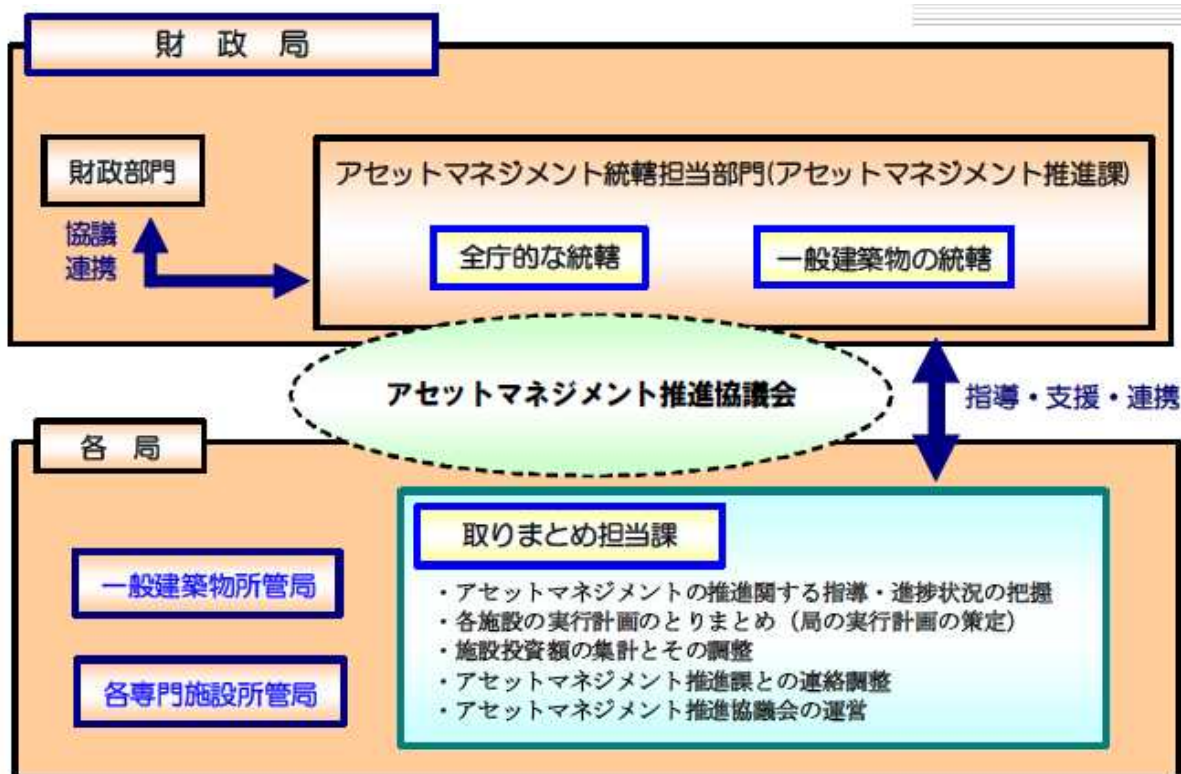 財 政 局
財政部門
協議
連携
アセットマネジメント統轄担当部門(アセットマネジメント推進課)
全庁的な統轄
一般建築物の統轄
アセットマネジメント推進協議会
指導・支援・連携
各 局
一般建築物所管局
各専門施設所管局
取りまとめ担当課
・アセットマネジメントの推進関する指導・進捗状況の把握
・各施設の実行計画のとりまとめ（局の実行計画の策定）
・施設投資額の集計とその調整
・アセットマネジメント推進課との連絡調整
・アセットマネジメント推進協議会の運営